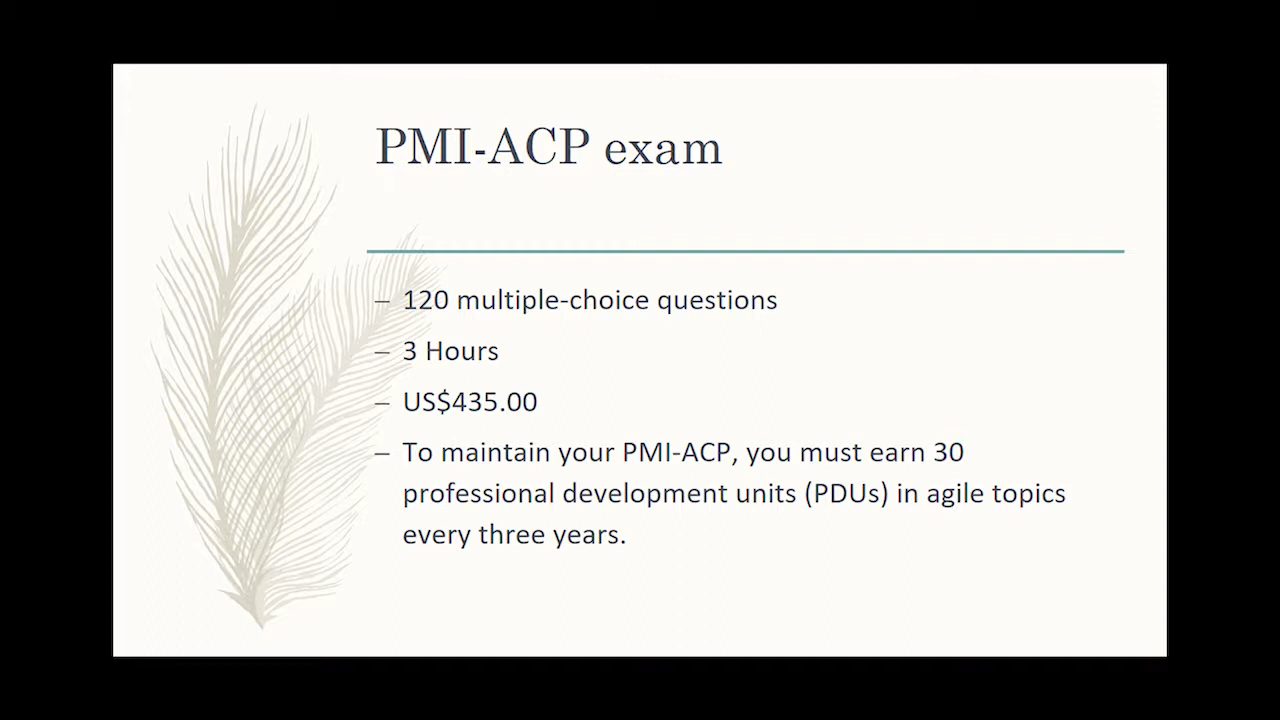 PMI-ACP exam
– 120 multiple-choice questions
– 3 Hours
– US$435.00
– To maintain your PMI-ACP, you must earn 30
professional development units (PDUs) in agile topics
every three years.